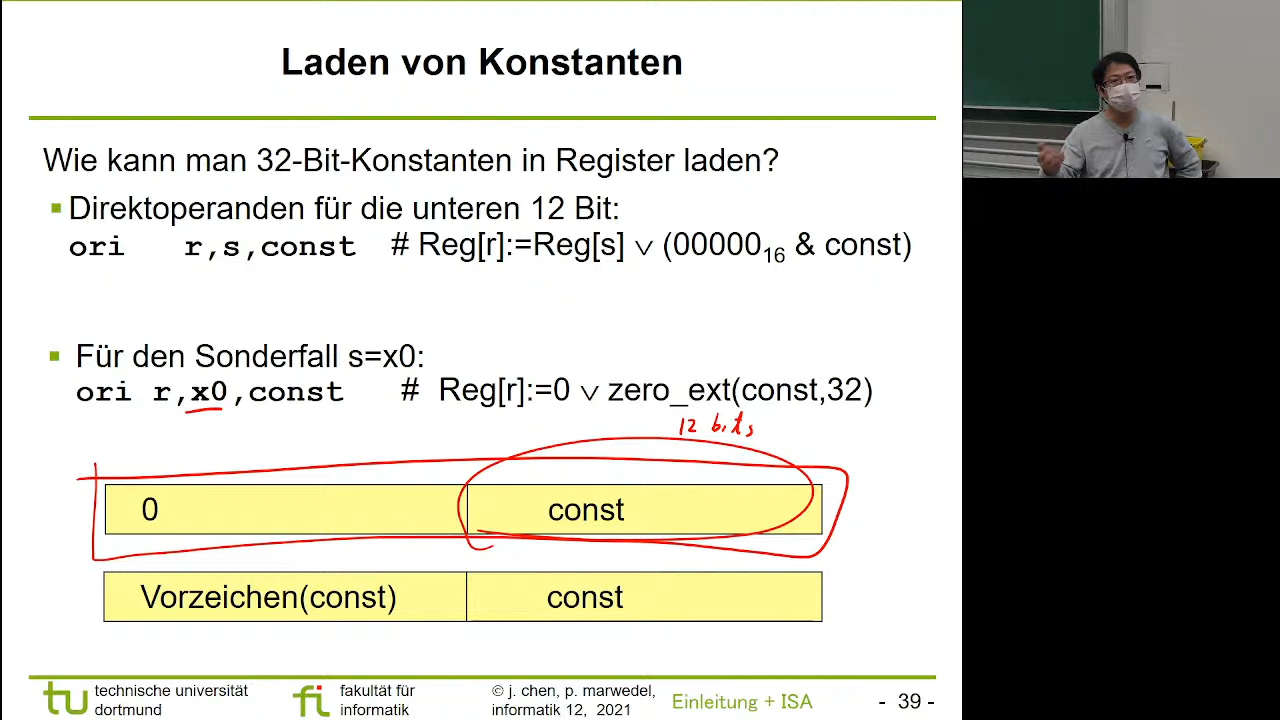 Laden von Konstanten
Wie kann man 32-Bit-Konstanten in Register laden?
▪ Direktoperanden für die unteren 12 Bit:
ori r,s,const # Reg[r]:=Reg[s] ∨ (00000₁₆ & const)
▪ Für den Sonderfall s=x0:
ori r,x0,const # Reg[r]:=0 ∨ zero_ext(const,32)
12 bits
0 const
Vorzeichen(const) const
tu technische universität
dortmund
fi fakultät für
informatik
© j. chen, p. marwedel,
informatik 12, 2021
Einleitung + ISA
- 39 -